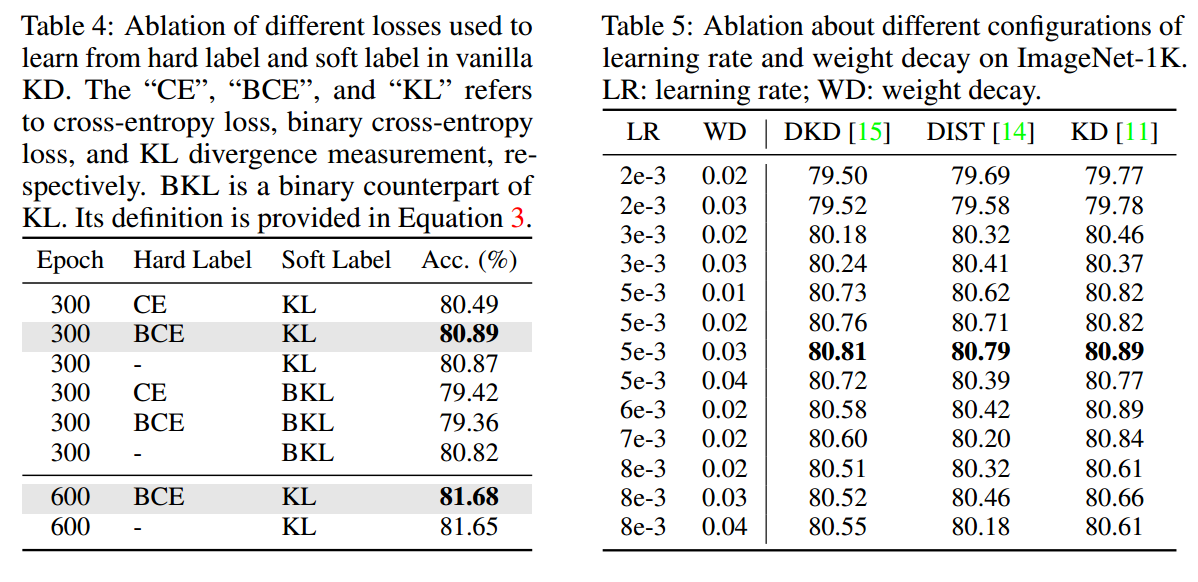 Table 4: Ablation of different losses used to
learn from hard label and soft label in vanilla
KD. The “CE”, “BCE”, and “KL” refers
to cross-entropy loss, binary cross-entropy
loss, and KL divergence measurement, re-
spectively. BKL is a binary counterpart of
KL. Its definition is provided in Equation 3.
Epoch Hard Label Soft Label Acc. (%)
300 CE KL 80.49
300 BCE KL 80.89
300 - KL 80.87
300 CE BKL 79.42
300 BCE BKL 79.36
300 - BKL 80.82
600 BCE KL 81.68
600 - KL 81.65
Table 5: Ablation about different configurations of
learning rate and weight decay on ImageNet-1K.
LR: learning rate; WD: weight decay.
LR WD DKD [15] DIST [14] KD [11]
2e-3 0.02 79.50 79.69 79.77
2e-3 0.03 79.52 79.58 79.78
3e-3 0.02 80.18 80.32 80.46
3e-3 0.03 80.24 80.41 80.37
5e-3 0.01 80.73 80.62 80.82
5e-3 0.02 80.76 80.71 80.82
5e-3 0.03 80.81 80.79 80.89
5e-3 0.04 80.72 80.39 80.77
6e-3 0.02 80.58 80.42 80.89
7e-3 0.02 80.60 80.20 80.84
8e-3 0.02 80.51 80.32 80.61
8e-3 0.03 80.52 80.46 80.66
8e-3 0.04 80.55 80.18 80.61